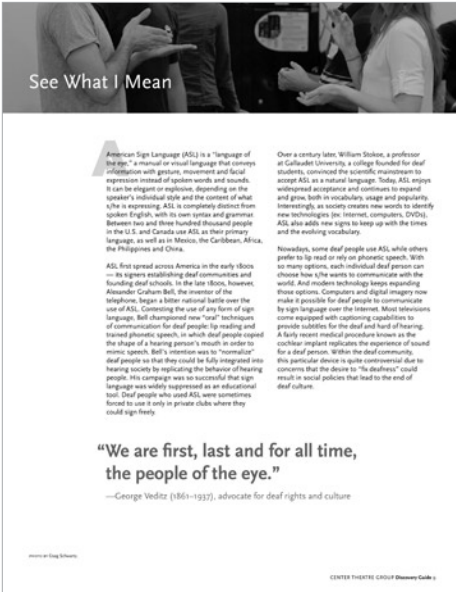 See What I Mean
American Sign Language (ASL) is a “language of
the eye,” a manual or visual language that conveys
information with gesture, movement and facial
expression instead of spoken words and sounds.
It can be elegant or explosive, depending on the
speaker’s individual style and the content of what
s/he is expressing. ASL is completely distinct from
spoken English, with its own syntax and grammar.
Between two and three hundred thousand people
in the U.S. and Canada use ASL as their primary
language, as well as in Mexico, the Caribbean, Africa,
the Philippines and China.
ASL first spread across America in the early 1800s
— its signers establishing deaf communities and
founding deaf schools. In the late 1800s, however,
Alexander Graham Bell, the inventor of the
telephone, began a bitter national battle over the
use of ASL. Contesting the use of any form of sign
language, Bell championed new “oral” techniques
of communication for deaf people: lip reading and
trained phonetic speech, in which deaf people copied
the shape of a hearing person’s mouth in order to
mimic speech. Bell’s intention was to “normalize”
deaf people so that they could be fully integrated into
hearing society by replicating the behavior of hearing
people. His campaign was so successful that sign
language was widely suppressed as an educational
tool. Deaf people who used ASL were sometimes
forced to use it only in private clubs where they
could sign freely.
Over a century later, William Stokoe, a professor
at Gallaudet University, a college founded for deaf
students, convinced the scientific mainstream to
accept ASL as a natural language. Today, ASL enjoys
widespread acceptance and continues to expand
and grow, both in vocabulary, usage and popularity.
Interestingly, as society creates new words to identify
new technologies (ex: Internet, computers, DVDs),
ASL also adds new signs to keep up with the times
and the evolving vocabulary.
Nowadays, some deaf people use ASL while others
prefer to lip read or rely on phonetic speech. With
so many options, each individual deaf person can
choose how s/he wants to communicate with the
world. And modern technology keeps expanding
those options. Computers and digital imagery now
make it possible for deaf people to communicate
by sign language over the Internet. Most televisions
come equipped with captioning capabilities to
provide subtitles for the deaf and hard of hearing.
A fairly recent medical procedure known as the
cochlear implant replicates the experience of sound
for a deaf person. Within the deaf community,
this particular device is quite controversial due to
concerns that the desire to “fix deafness” could
result in social policies that lead to the end of
deaf culture.
“We are first, last and for all time,
the people of the eye.”
—George Veditz (1861–1937), advocate for deaf rights and culture
PHOTO BY Craig Schwartz.
CENTER THEATRE GROUP Discovery Guide 5